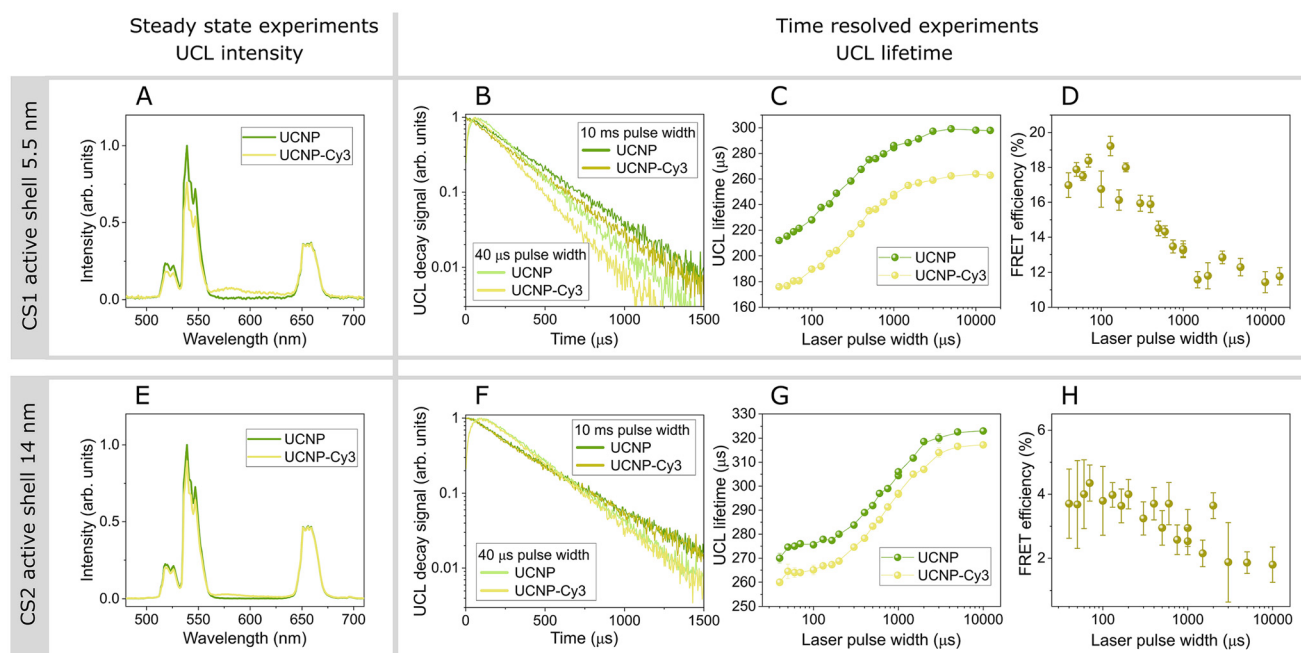 Steady state experiments
UCL intensity
Time resolved experiments
UCL lifetime
CS1 active shell 5.5 nm
A
UCNP
UCNP-Cy3
Intensity (arb. units)
1.0
0.5
0.0
500 550 600 650 700
Wavelength (nm)
B
10 ms pulse width
UCNP
UCNP-Cy3
40 µs pulse width
UCNP
UCNP-Cy3
UCL decay signal (arb. units)
1
0.1
0.01
0 500 1000 1500
Time (µs)
C
UCL lifetime (µs)
300
280
260
240
220
200
180
160
UCNP
UCNP-Cy3
100 1000 10000
Laser pulse width (µs)
D
FRET efficiency (%)
20
18
16
14
12
10
100 1000 10000
Laser pulse width (µs)
CS2 active shell 14 nm
E
UCNP
UCNP-Cy3
Intensity (arb. units)
1.0
0.5
0.0
500 550 600 650 700
Wavelength (nm)
F
10 ms pulse width
UCNP
UCNP-Cy3
40 µs pulse width
UCNP
UCNP-Cy3
UCL decay signal (arb. units)
1
0.1
0.01
0 500 1000 1500
Time (µs)
G
UCL lifetime (µs)
330
320
310
300
290
280
270
260
250
UCNP
UCNP-Cy3
100 1000 10000
Laser pulse width (µs)
H
FRET efficiency (%)
6
4
2
100 1000 10000
Laser pulse width (µs)